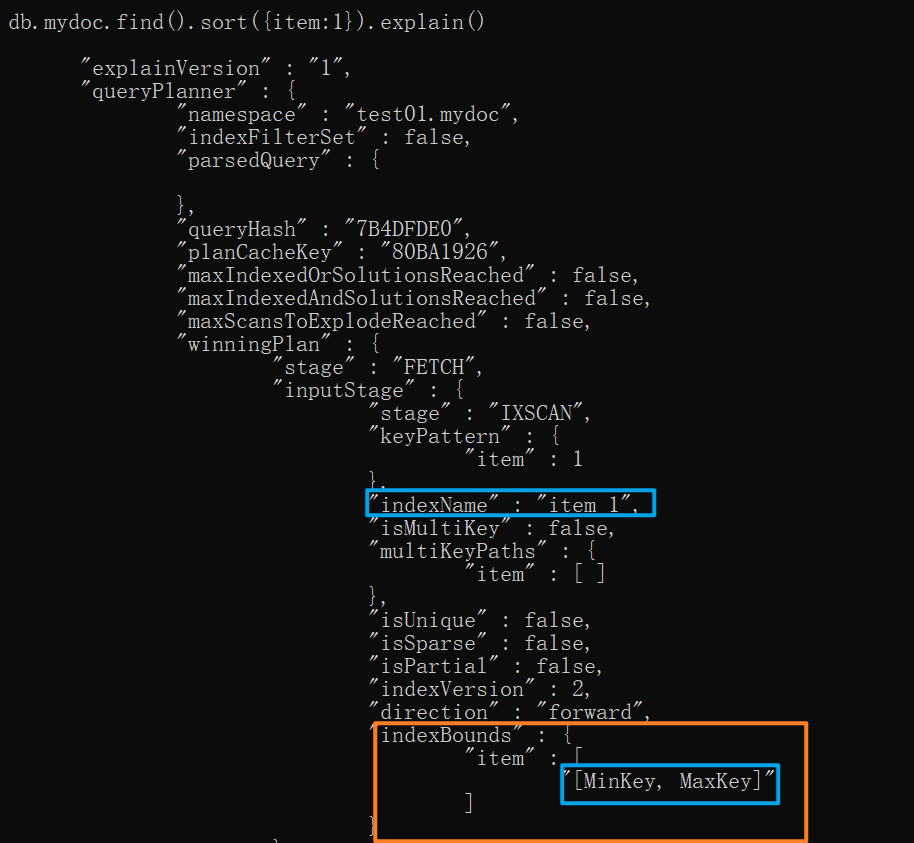 db.mydoc.find().sort({item:1}).explain()
"explainVersion" : "1",
"queryPlanner" : {
"namespace" : "test01.mydoc",
"indexFilterSet" : false,
"parsedQuery" : {
},
"queryHash" : "7B4DFDE0",
"planCacheKey" : "80BA1926",
"maxIndexedOrSolutionsReached" : false,
"maxIndexedAndSolutionsReached" : false,
"maxScansToExplodeReached" : false,
"winningPlan" : {
"stage" : "FETCH",
"inputStage" : {
"stage" : "IXSCAN",
"keyPattern" : {
"item" : 1
},
"indexName" : "item_1",
"isMultiKey" : false,
"multiKeyPaths" : {
"item" : [ ]
},
"isUnique" : false,
"isSparse" : false,
"isPartial" : false,
"indexVersion" : 2,
"direction" : "forward",
"indexBounds" : {
"item" : [
"[MinKey, MaxKey]"
]
}